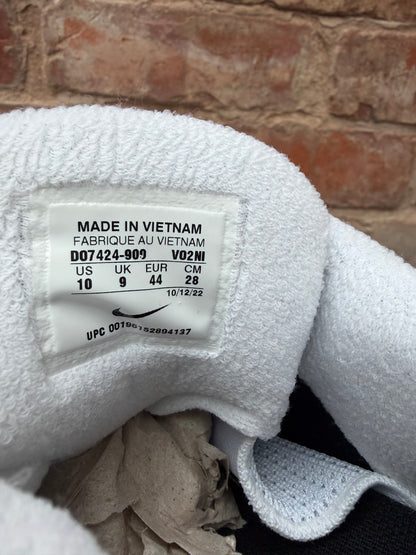 MADE IN VIETNAM
FABRIQUE AU VIETNAM
DO7424-909 VO2NI
US UK EUR CM
10 9 44 28
10/12/22
UPC 00196152894137